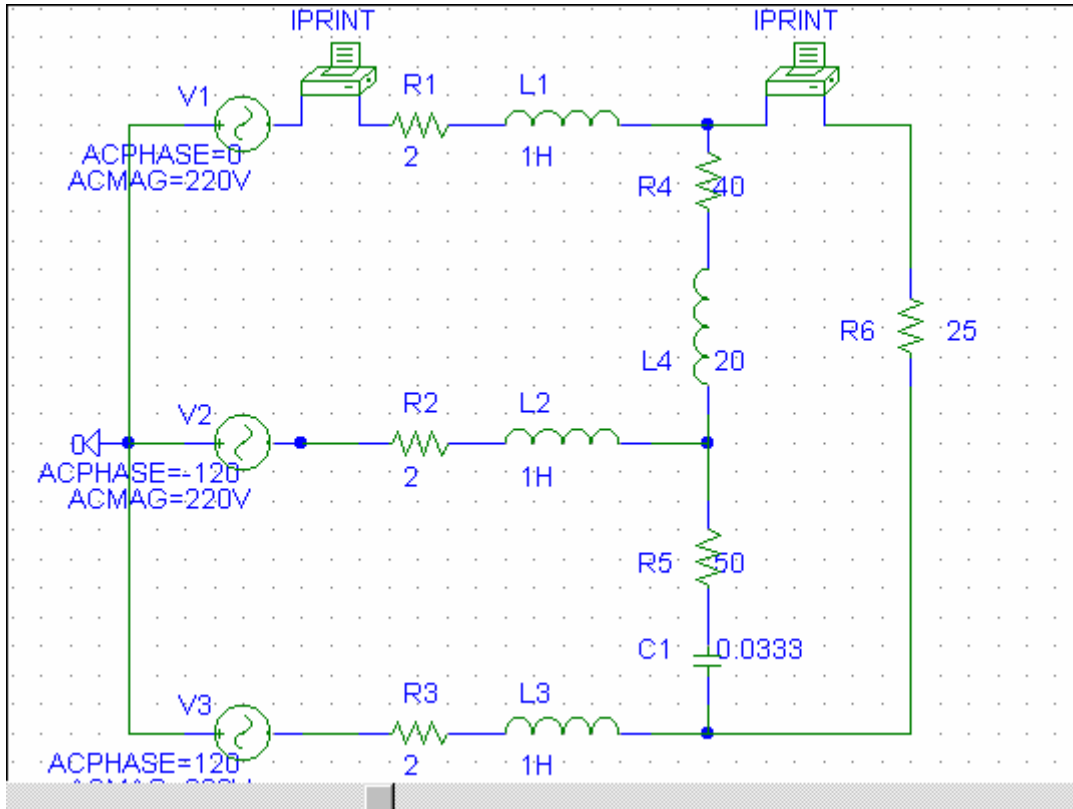 IPRINT
IPRINT
V1
R1
L1
ACPHASE=0
ACMAG=220V
2
1H
R4
40
R6
25
L4
20
V2
R2
L2
0
ACPHASE=-120
ACMAG=220V
2
1H
R5
50
C1
0.0333
V3
R3
L3
ACPHASE=120
2
1H